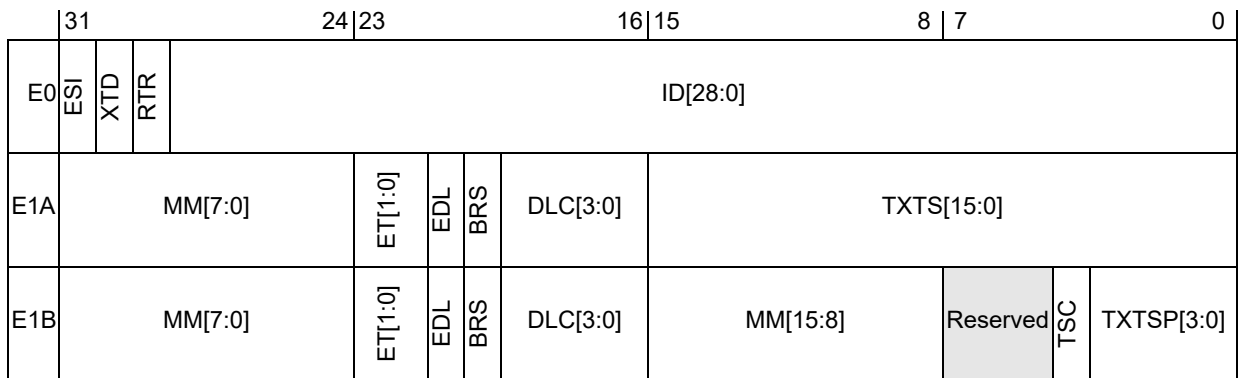 31 24 23 16 15 8 7 0
E0 ESI XTD RTR ID[28:0]
E1A MM[7:0] ET[1:0] EDL BRS DLC[3:0] TXTS[15:0]
E1B MM[7:0] ET[1:0] EDL BRS DLC[3:0] MM[15:8] Reserved TSC TXTSP[3:0]